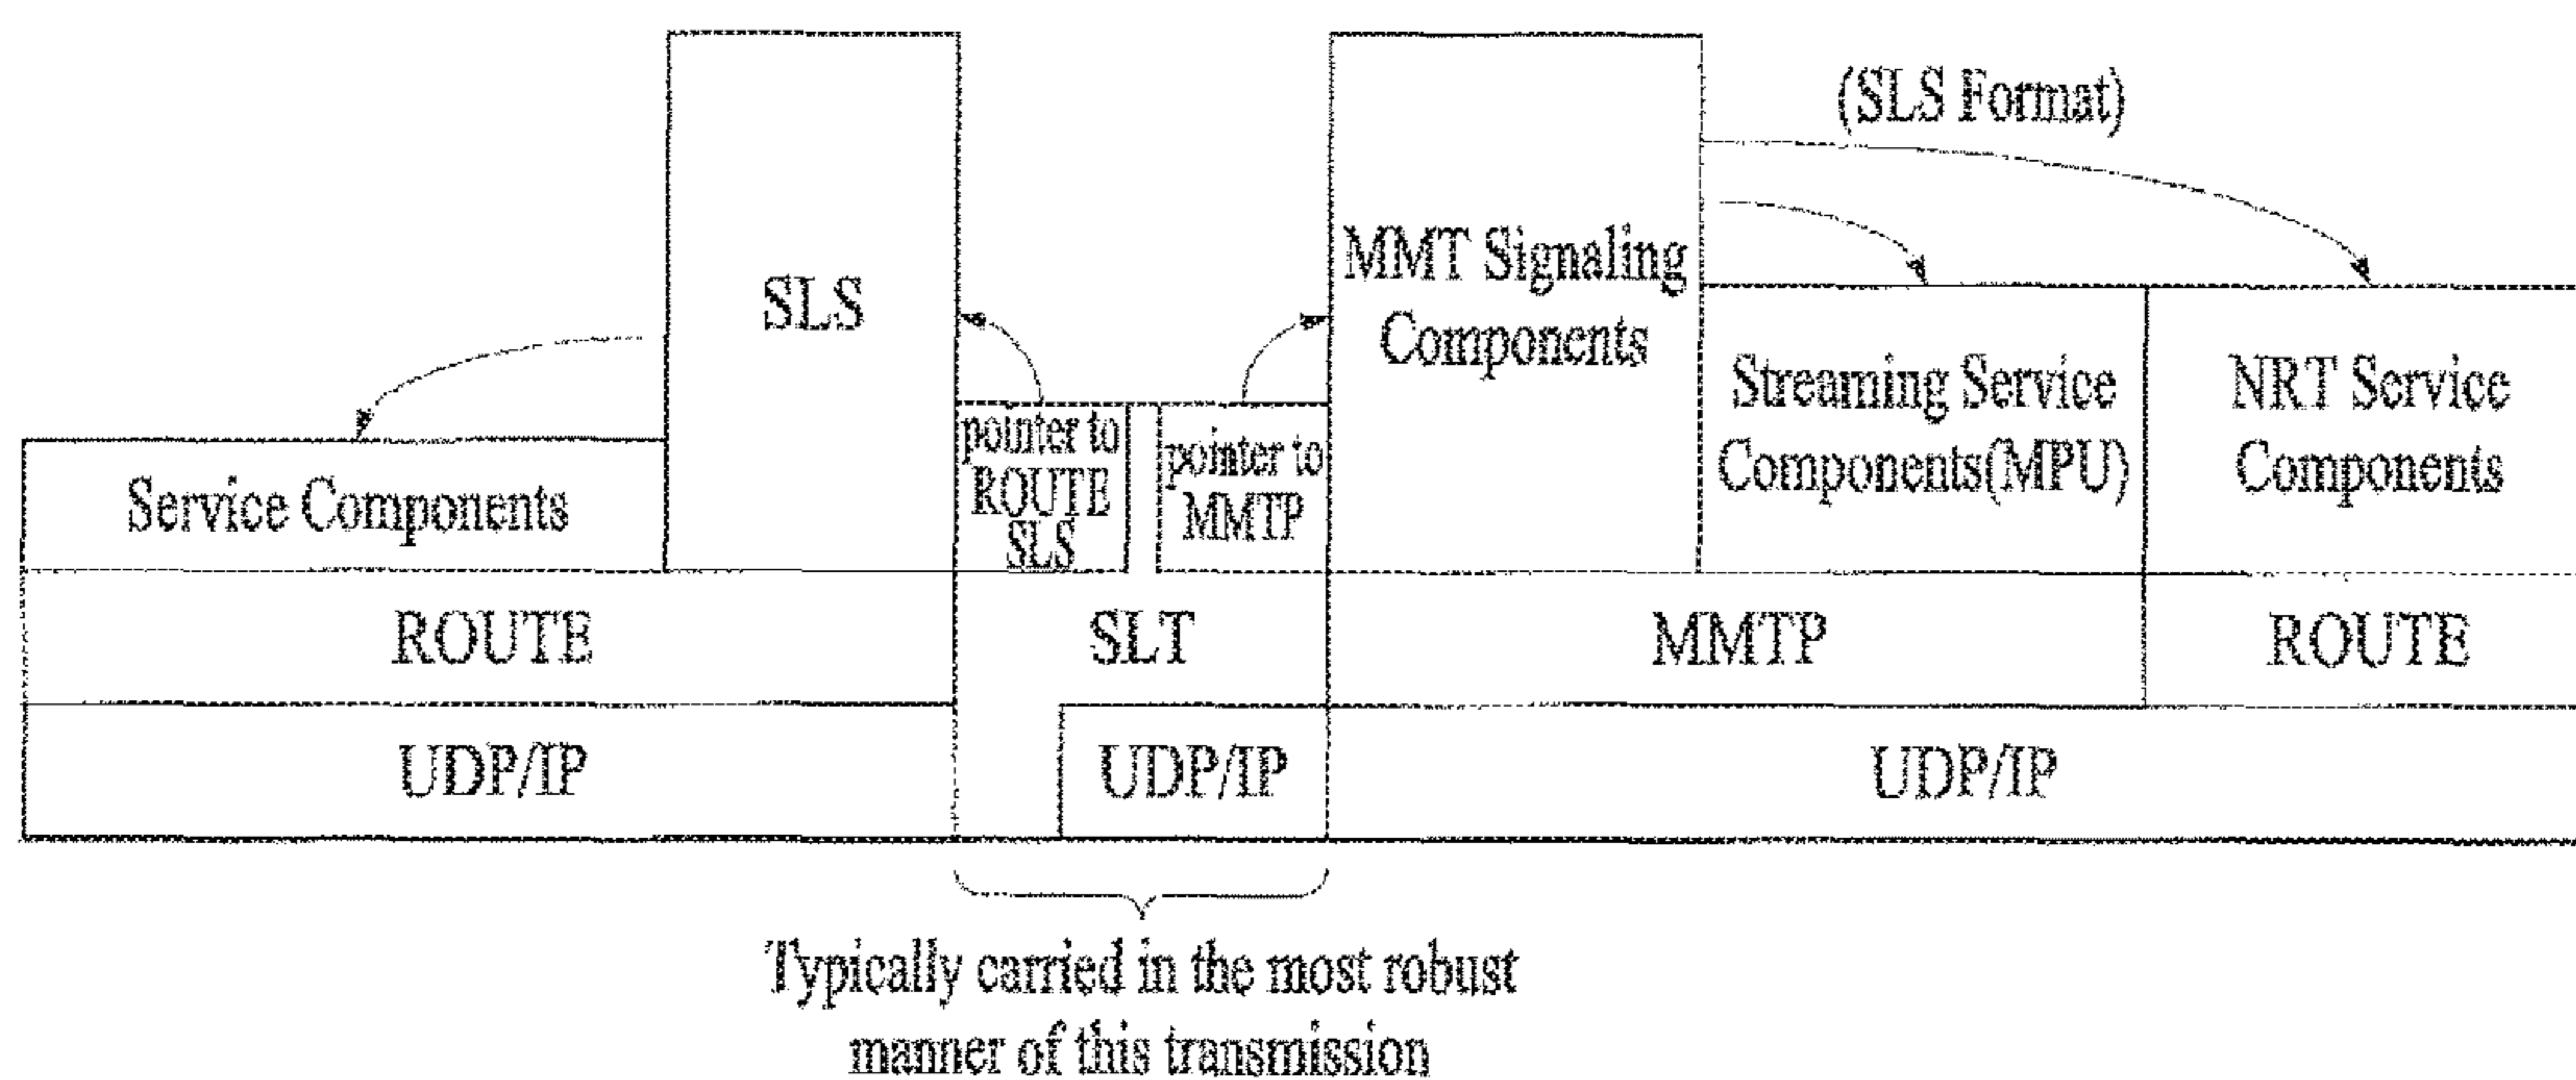 (SLS Format)
SLS
MMT Signaling
Components
pointer to
ROUTE
SLS
pointer to
MMTP
Streaming Service
Components(MPU)
NRT Service
Components
Service Components
ROUTE
SLT
MMTP
ROUTE
UDP/IP
UDP/IP
UDP/IP
Typically carried in the most robust
manner of this transmission